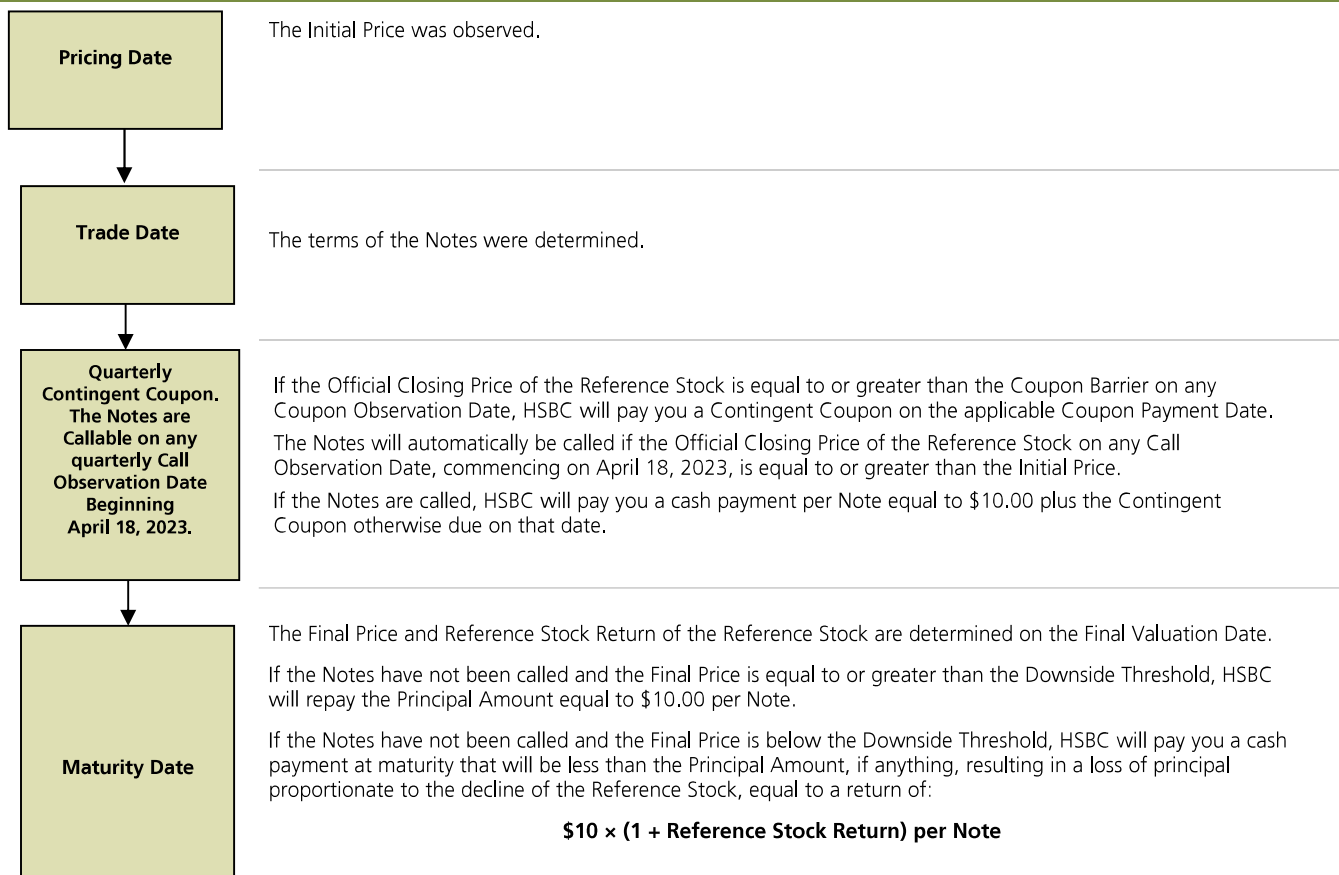 Pricing Date
The Initial Price was observed.
Trade Date
The terms of the Notes were determined.
Quarterly
Contingent Coupon.
The Notes are
Callable on any
quarterly Call
Observation Date
Beginning
April 18, 2023.
If the Official Closing Price of the Reference Stock is equal to or greater than the Coupon Barrier on any
Coupon Observation Date, HSBC will pay you a Contingent Coupon on the applicable Coupon Payment Date.
The Notes will automatically be called if the Official Closing Price of the Reference Stock on any Call
Observation Date, commencing on April 18, 2023, is equal to or greater than the Initial Price.
If the Notes are called, HSBC will pay you a cash payment per Note equal to $10.00 plus the Contingent
Coupon otherwise due on that date.
Maturity Date
The Final Price and Reference Stock Return of the Reference Stock are determined on the Final Valuation Date.
If the Notes have not been called and the Final Price is equal to or greater than the Downside Threshold, HSBC
will repay the Principal Amount equal to $10.00 per Note.
If the Notes have not been called and the Final Price is below the Downside Threshold, HSBC will pay you a cash
payment at maturity that will be less than the Principal Amount, if anything, resulting in a loss of principal
proportionate to the decline of the Reference Stock, equal to a return of:
$10 × (1 + Reference Stock Return) per Note